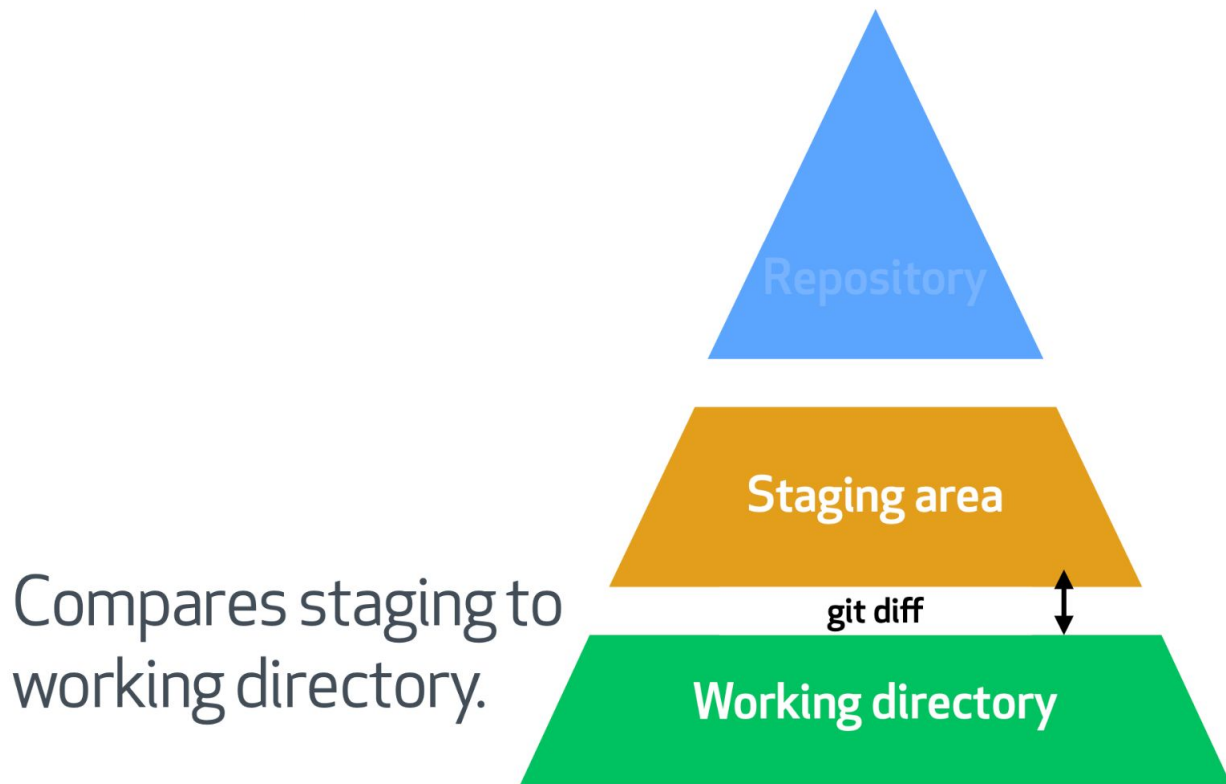 Repository
Staging area
git diff
Compares staging to
working directory.
Working directory